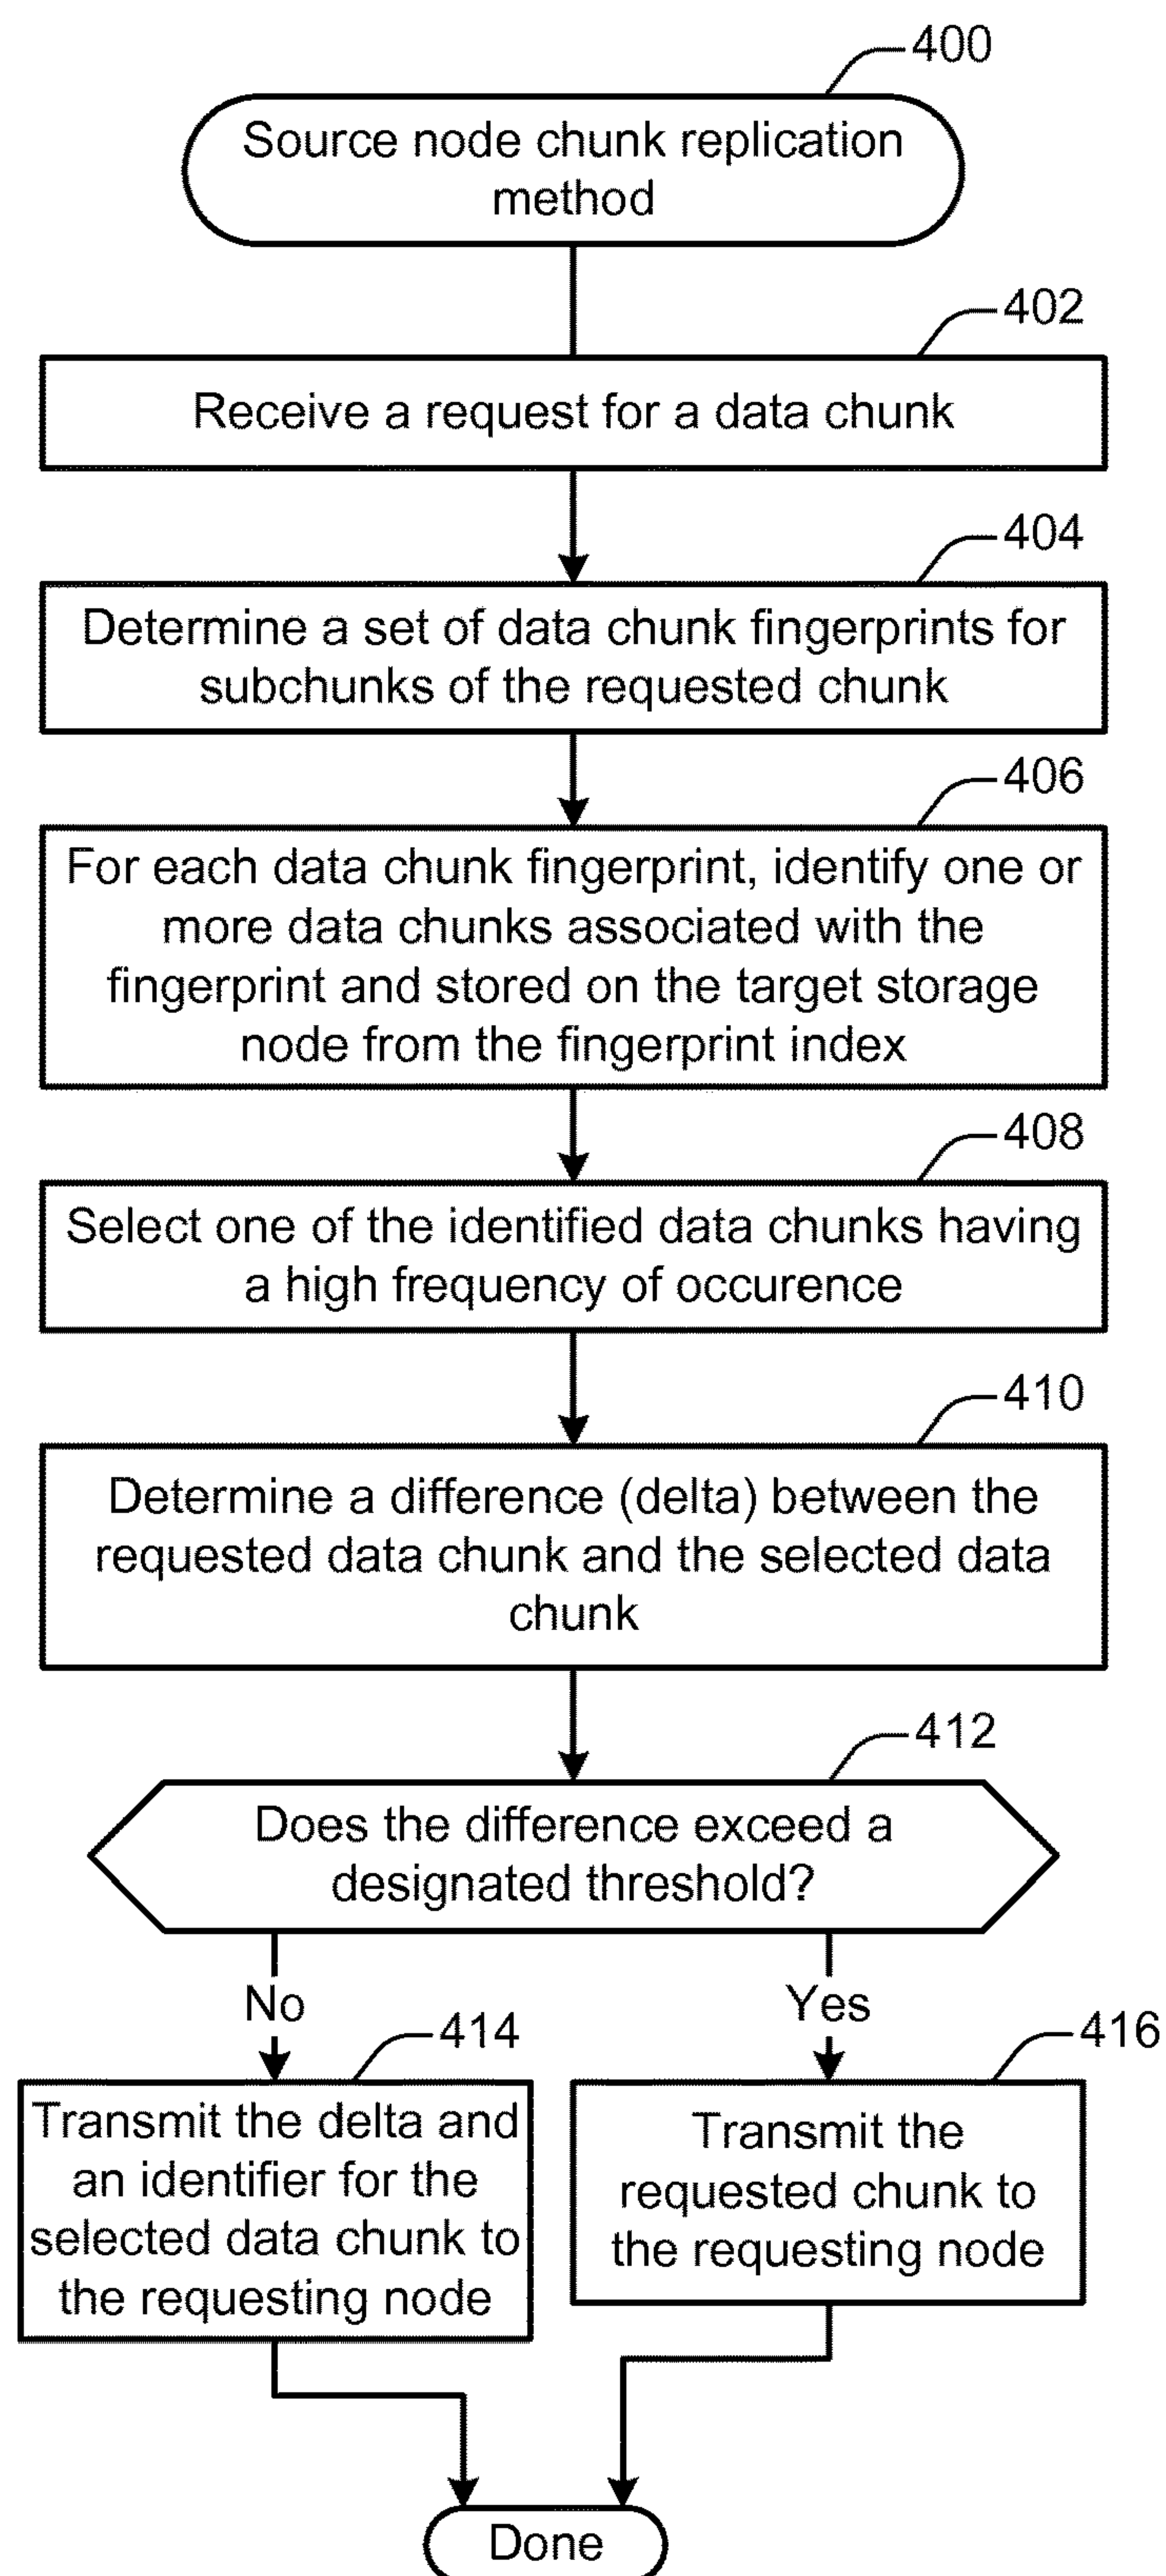 400
Source node chunk replication
method
402
Receive a request for a data chunk
404
Determine a set of data chunk fingerprints for
subchunks of the requested chunk
406
For each data chunk fingerprint, identify one or
more data chunks associated with the
fingerprint and stored on the target storage
node from the fingerprint index
408
Select one of the identified data chunks having
a high frequency of occurence
410
Determine a difference (delta) between the
requested data chunk and the selected data
chunk
412
Does the difference exceed a
designated threshold?
No
Yes
414
Transmit the delta and
an identifier for the
selected data chunk to
the requesting node
416
Transmit the
requested chunk to
the requesting node
Done